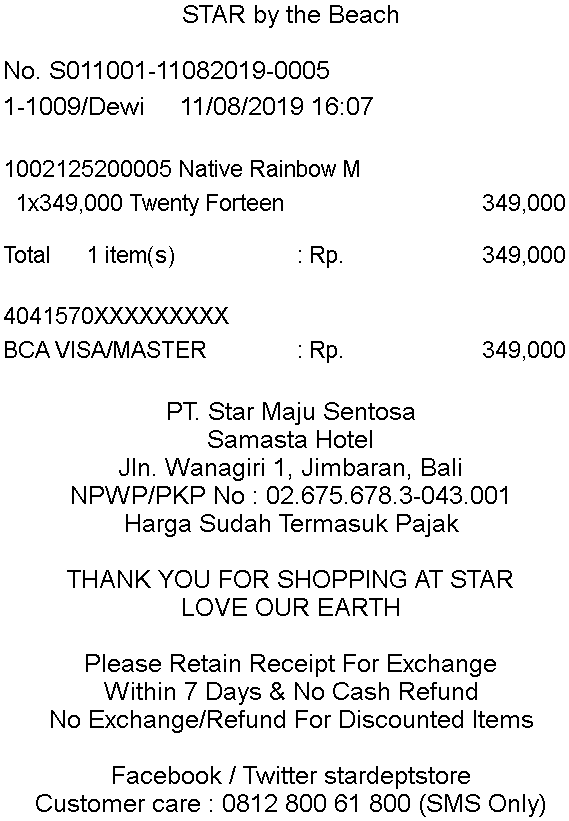 STAR by the Beach
No. S011001-11082019-0005
1-1009/Dewi 11/08/2019 16:07
1002125200005 Native Rainbow M
1x349,000 Twenty Forteen 349,000
Total 1 item(s) : Rp. 349,000
4041570XXXXXXXXX
BCA VISA/MASTER : Rp. 349,000
PT. Star Maju Sentosa
Samasta Hotel
Jln. Wanagiri 1, Jimbaran, Bali
NPWP/PKP No : 02.675.678.3-043.001
Harga Sudah Termasuk Pajak
THANK YOU FOR SHOPPING AT STAR
LOVE OUR EARTH
Please Retain Receipt For Exchange
Within 7 Days & No Cash Refund
No Exchange/Refund For Discounted Items
Facebook / Twitter stardeptstore
Customer care : 0812 800 61 800 (SMS Only)